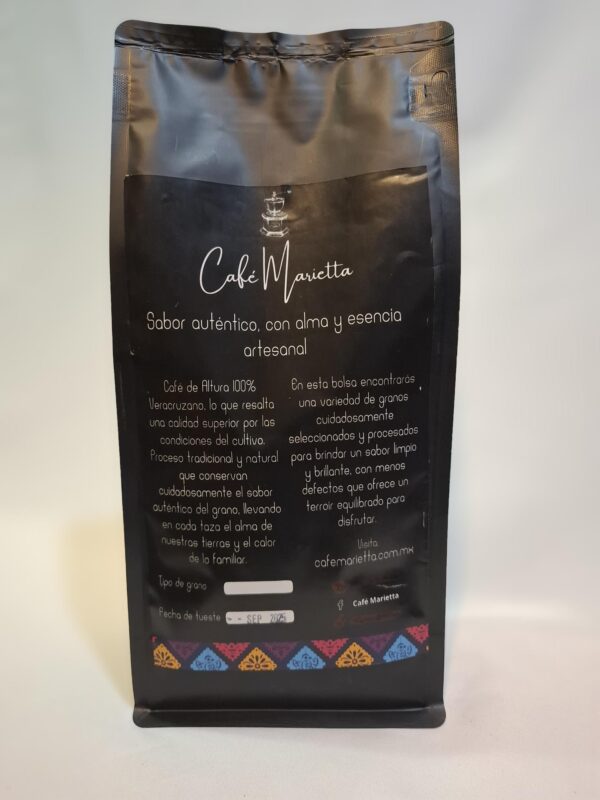 Café Marietta
Sabor auténtico, con alma y esencia
artesanal
Café de Altura 100%
Veracruzano, lo que resalta
una calidad superior por las
condiciones del cultivo.
Proceso tradicional y natural
que conservan
cuidadosamente el sabor
auténtico del grano, llevando
en cada taza el alma de
nuestras tierras y el calor
de lo familiar.
En esta bolsa encontrarás
una variedad de granos
cuidadosamente
seleccionados y procesados
para brindar un sabor limpio
y brillante, con menos
defectos que ofrece un
terroir equilibrado para
disfrutar.
Visita:
cafemarietta.com.mx
Tipo de grano
Fecha de tueste -- SEP 2025
Café Marietta